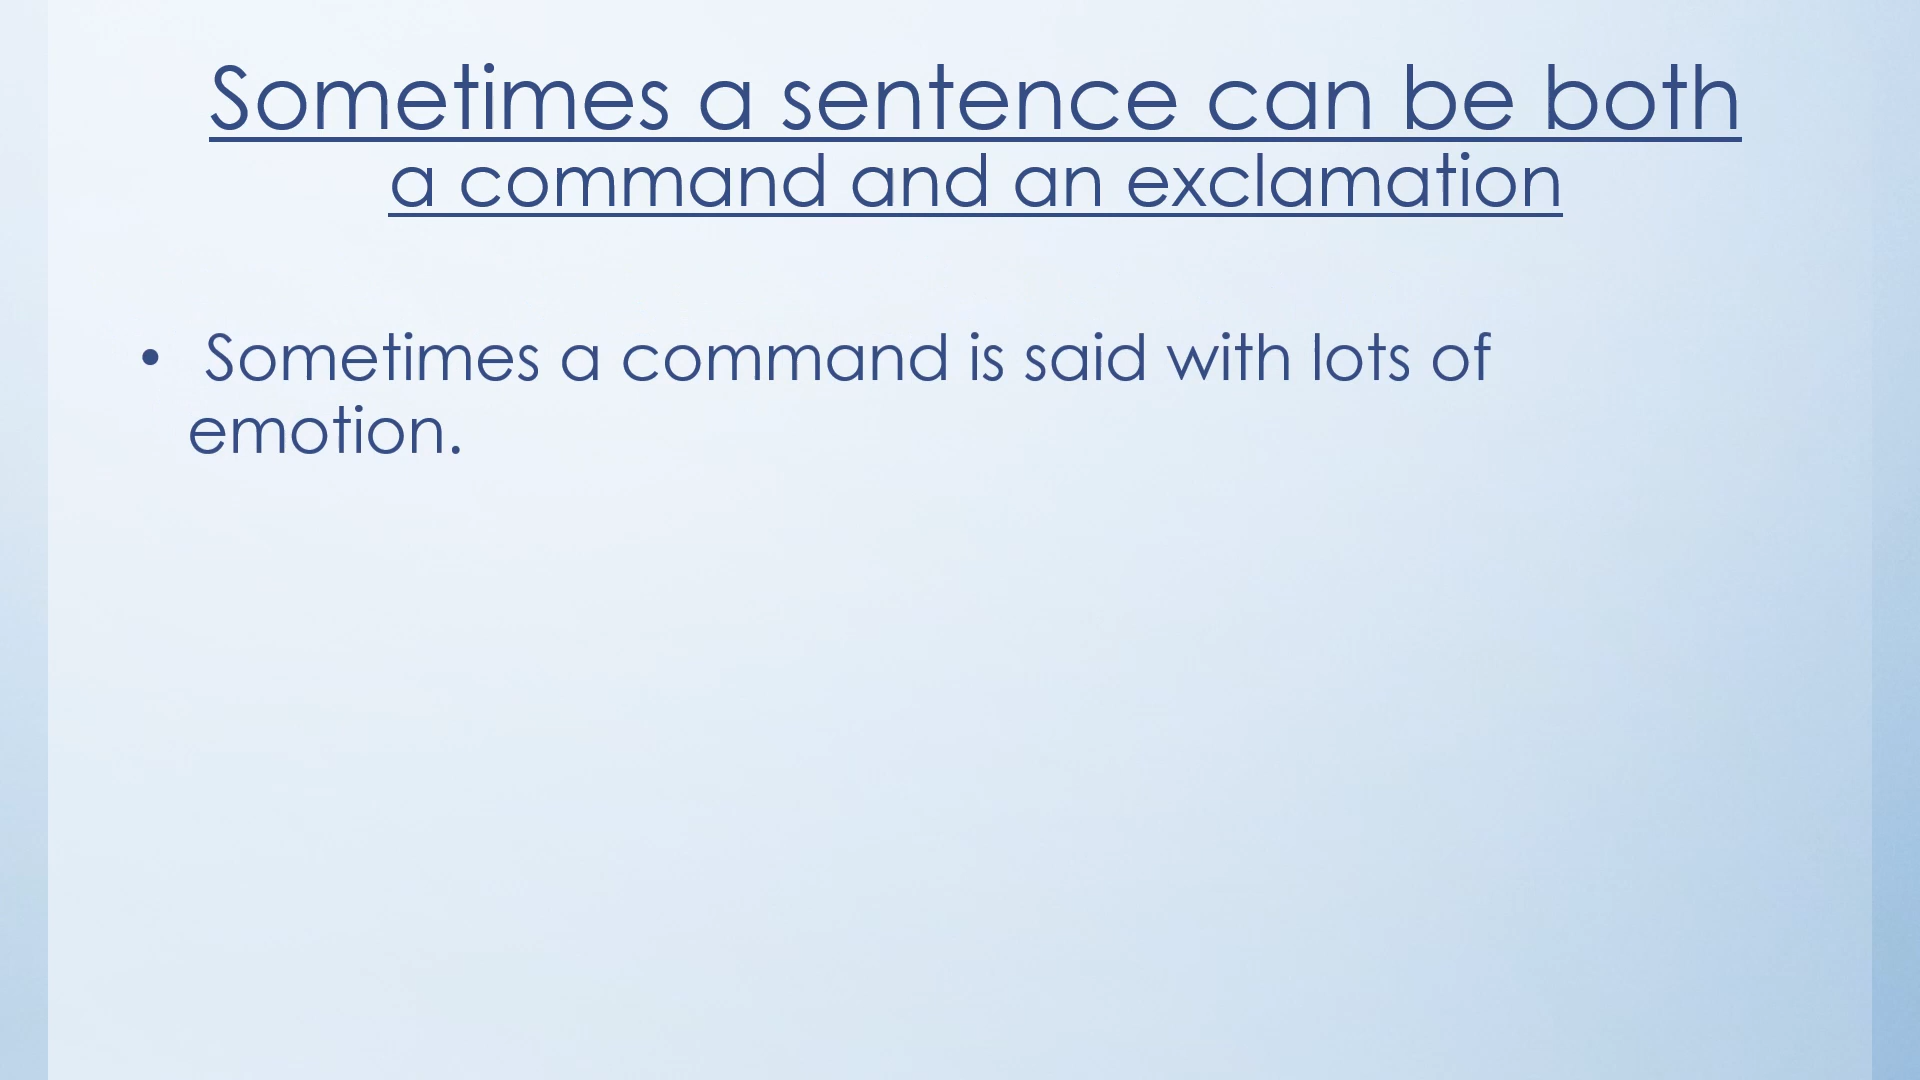 Sometimes a sentence can be both
a command and an exclamation
• Sometimes a command is said with lots of
emotion.